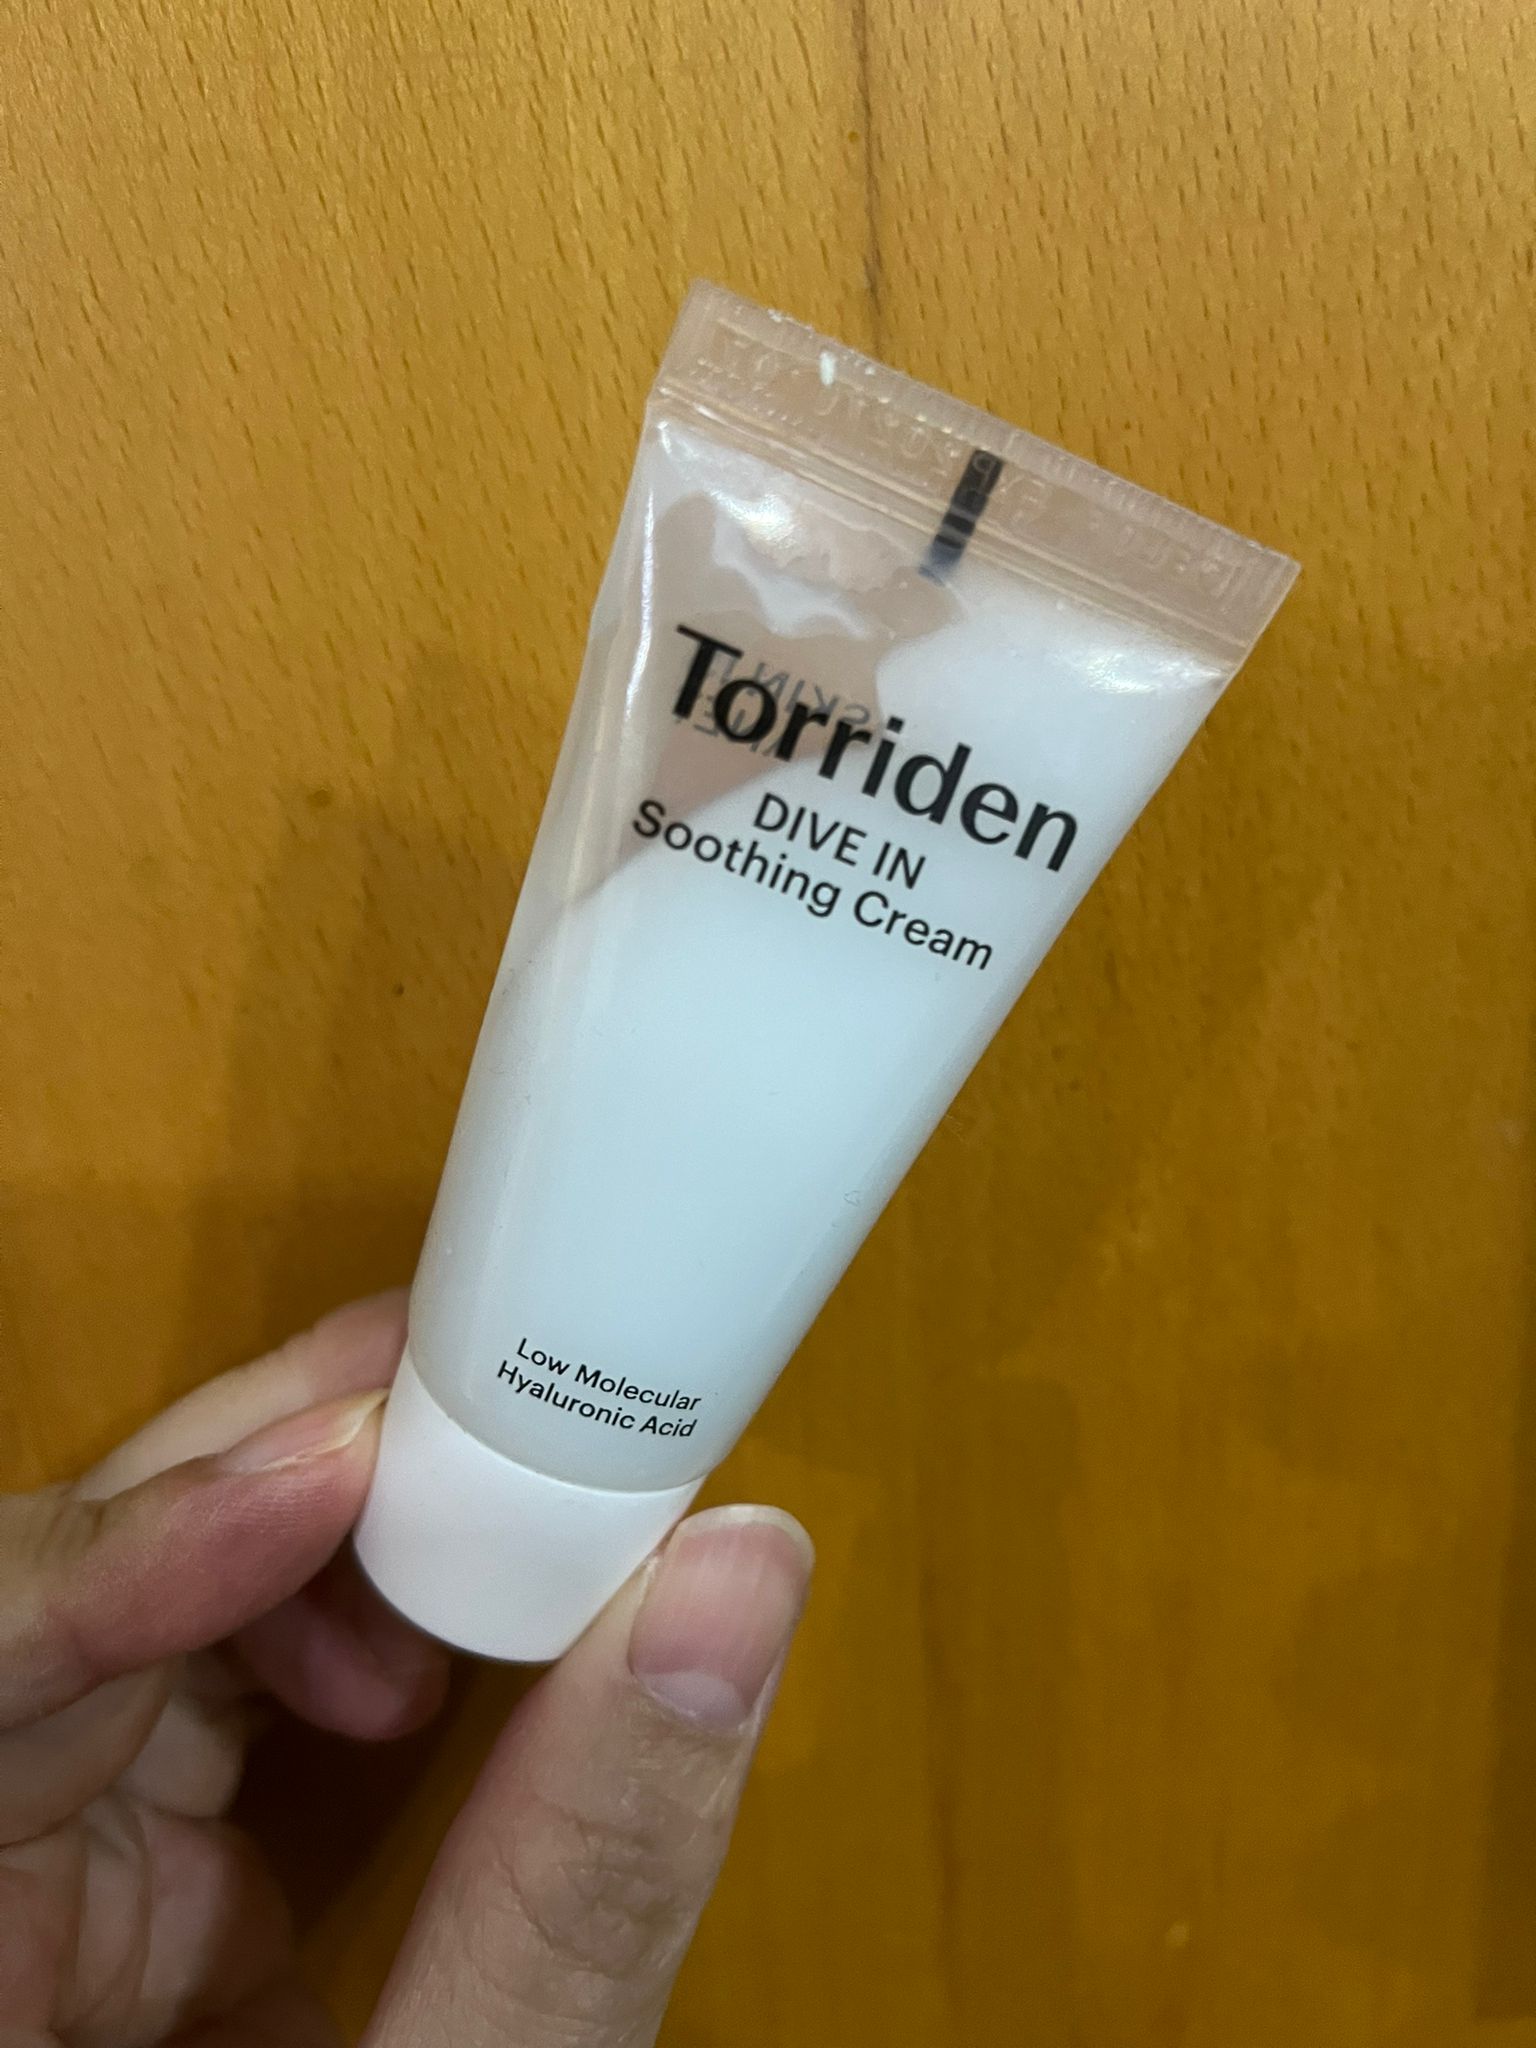 Torriden
DIVE IN
Soothing Cream
Low Molecular
Hyaluronic Acid